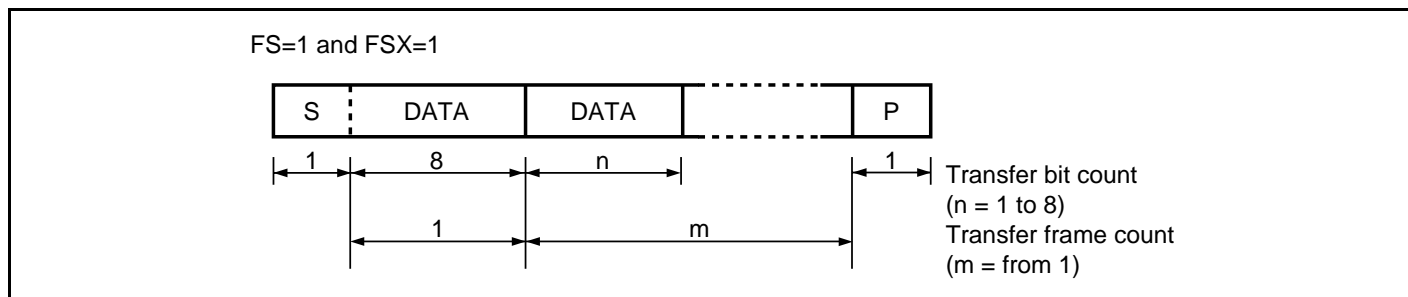 FS=1 and FSX=1
S DATA DATA P
1 8 n 1
Transfer bit count
(n = 1 to 8)
1 m
Transfer frame count
(m = from 1)